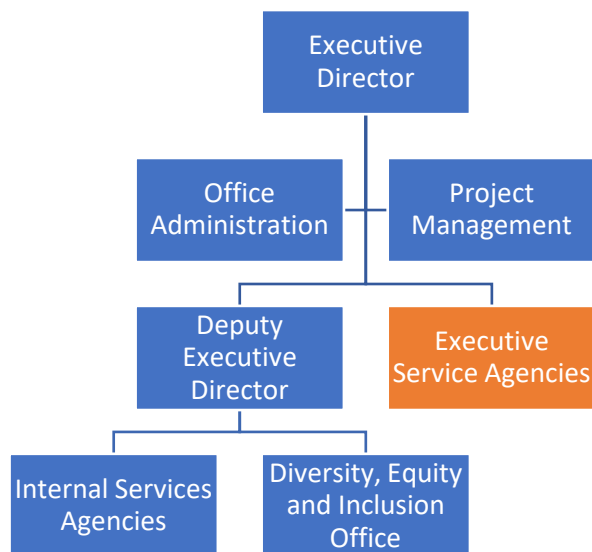 Executive
Director
Office
Administration
Project
Management
Deputy
Executive
Director
Executive
Service Agencies
Internal Services
Agencies
Diversity, Equity
and Inclusion
Office